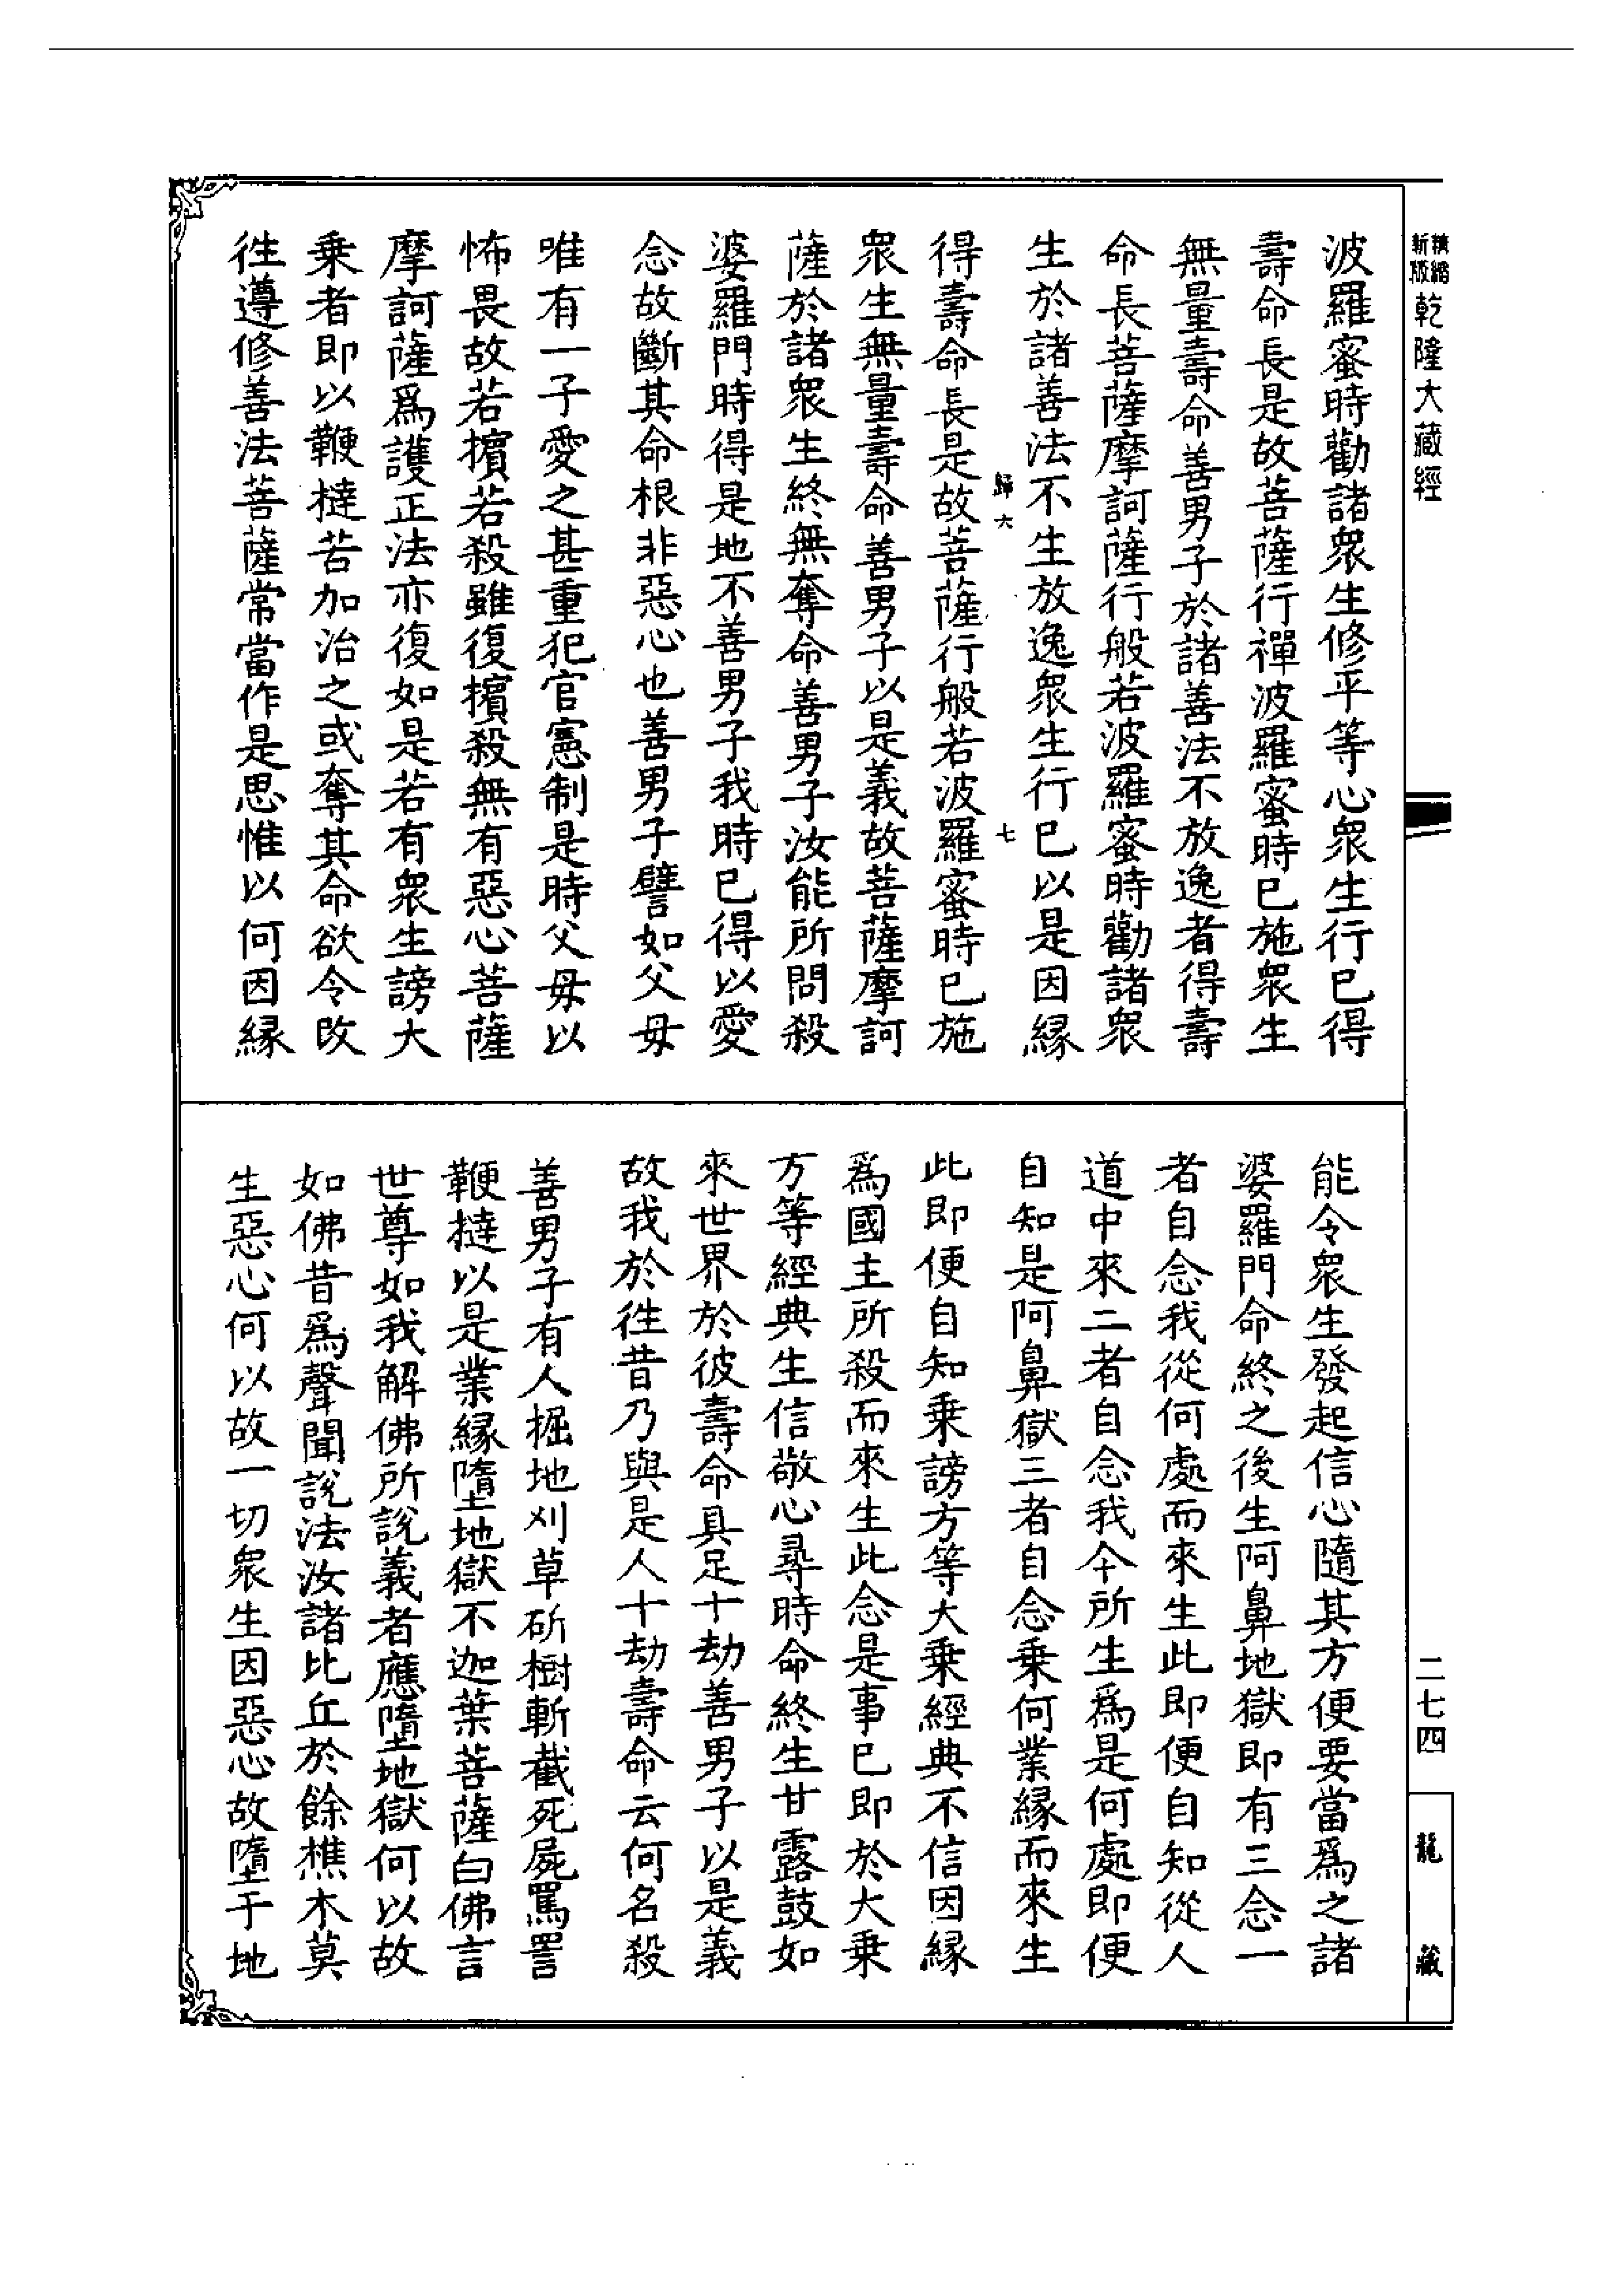 精縮新版
乾隆大藏經
波羅蜜時勸諸衆生修平等心衆生行已得
壽命長是故菩薩行禪波羅蜜時已施衆生
無量壽命善男子於諸善法不放逸者得壽
命長菩薩摩訶薩行般若波羅蜜時勸諸衆
生於諸善法不生放逸衆生行已以是因緣
歸六 七
得壽命長是故菩薩行般若波羅蜜時已施
衆生無量壽命善男子以是義故菩薩摩訶
薩於諸衆生終無奪命善男子汝能所問殺
婆羅門時得是地不善男子我時已得以愛
念故斷其命根非惡心也善男子譬如父母
唯有一子愛之甚重犯官憲制是時父母以
怖畏故若擯若殺雖復擯殺無有惡心菩薩
摩訶薩爲護正法亦復如是若有衆生謗大
乗者即以鞭撻苦加治之或奪其命欲令改
往遵修善法菩薩常當作是思惟以何因緣
能令衆生發起信心隨其方便要當爲之諸
婆羅門命終之後生阿鼻地獄即有三念一
者自念我從何處而來生此即便自知從人
道中來二者自念我今所生爲是何處即便
自知是阿鼻獄三者自念乗何業緣而來生
此即便自知乗謗方等大乗經典不信因緣
爲國主所殺而來生此念是事已即於大乗
方等經典生信敬心尋時命終生甘露鼓如
來世界於彼壽命具足十劫善男子以是義
故我於往昔乃與是人十劫壽命云何名殺
善男子有人掘地刈草斫樹斬截死屍罵詈
鞭撻以是業緣墮地獄不迦葉菩薩白佛言
世尊如我解佛所說義者應墮地獄何以故
如佛昔爲聲聞說法汝諸比丘於餘樵木莫
生惡心何以故一切衆生因惡心故墮于地
二七四
龍藏